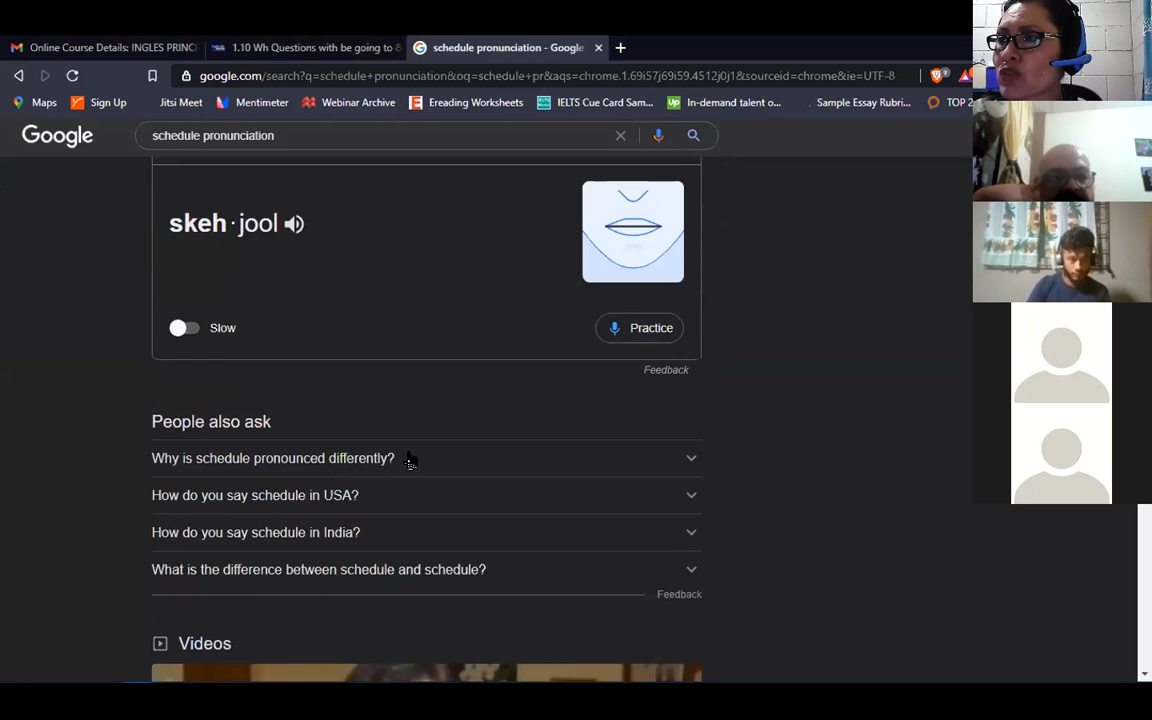 Online Course Details: INGLES PRINCI
1.10 Wh Questions with be going to &
schedule pronunciation - Google
google.com/search?q=schedule+pronunciation&oq=schedule+pr&aqs=chrome.1.69i57j69i59.4512j0j1&sourceid=chrome&ie=UTF-8
Maps
Sign Up
Jitsi Meet
Mentimeter
Webinar Archive
Ereading Worksheets
IELTS Cue Card Sam...
In-demand talent o...
Sample Essay Rubri...
TOP 2
Google
schedule pronunciation
skeh·jool
Slow
Practice
Feedback
People also ask
Why is schedule pronounced differently?
How do you say schedule in USA?
How do you say schedule in India?
What is the difference between schedule and schedule?
Feedback
Videos